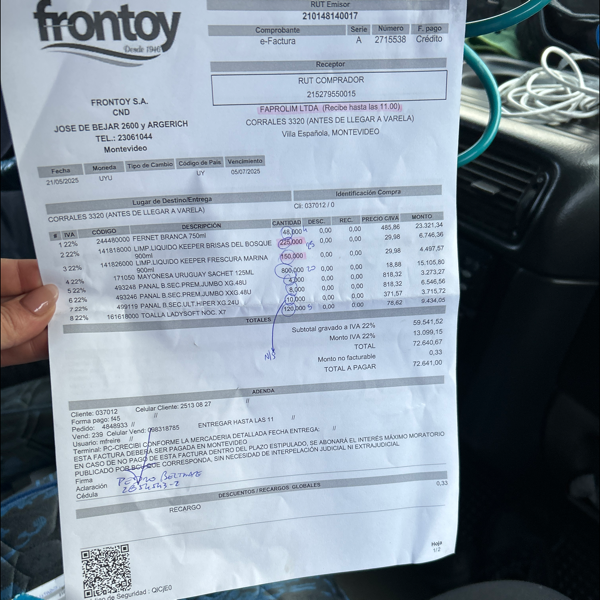 frontoy
Desde 1946
RUT Emisor
210148140017
Comprobante Serie Número F. pago
e-Factura A 2715538 Crédito
Receptor
RUT COMPRADOR
215279550015
FAPROLIM LTDA (Recibe hasta las 11.00)
CORRALES 3320 (ANTES DE LLEGAR A VARELA)
Villa Española, MONTEVIDEO
FRONTOY S.A.
CND
JOSE DE BEJAR 2600 y ARGERICH
TEL.: 23061044
Montevideo
Fecha Moneda Tipo de Cambio Código de País Vencimiento
21/05/2025 UYU UY 05/07/2025
Lugar de Destino/Entrega Identificación Compra
CORRALES 3320 (ANTES DE LLEGAR A VARELA) Cli: 037012 / 0
# IVA CÓDIGO DESCRIPCIÓN CANTIDAD DESC. REC. PRECIO C/IVA MONTO
1 22% 244480000 FERNET BRANCA 750ml 48,000 0,00 0,00 485,86 23.321,34
2 22% 141818000 LIMP.LIQUIDO KEEPER BRISAS DEL BOSQUE 900ml 225,000 0,00 0,00 29,98 6.746,36
3 22% 141826000 LIMP.LIQUIDO KEEPER FRESCURA MARINA 900ml 150,000 0,00 0,00 29,98 4.497,57
4 22% 171050 MAYONESA URUGUAY SACHET 125ML 800,000 0,00 0,00 18,88 15.105,80
5 22% 493248 PANAL B.SEC.PREM.JUMBO XG.48U 4,000 0,00 0,00 818,32 3.273,27
6 22% 493246 PANAL B.SEC.PREM.JUMBO XXG.48U 8,000 0,00 0,00 818,32 6.546,56
7 22% 499119 PANAL B.SEC.ULT.HIPER XG.24U 10,000 0,00 0,00 371,57 3.715,72
8 22% 161618000 TOALLA LADYSOFT NOC. X7 120,000 0,00 0,00 78,62 9.434,05
TOTALES
Subtotal gravado a IVA 22% 59.541,52
Monto IVA 22% 13.099,15
TOTAL 72.640,67
Monto no facturable 0,33
TOTAL A PAGAR 72.641,00
ADENDA
Cliente: 037012 Celular Cliente: 2513 08 27 //
Forma pago: f45 //
Pedido: 4848933 // ENTREGAR HASTA LAS 11 //
Vend: 239 Celular Vend: 098318785
Usuario: mfreire //
Terminal: PC-CRECIBI CONFORME LA MERCADERIA DETALLADA FECHA ENTREGA: //
ESTA FACTURA DEBERÁ SER PAGADA EN MONTEVIDEO
EN CASO DE NO PAGO DE ESTA FACTURA DENTRO DEL PLAZO ESTIPULADO, SE ABONARÁ EL INTERÉS MÁXIMO MORATORIO
PUBLICADO POR BCU QUE CORRESPONDA, SIN NECESIDAD DE INTERPELACIÓN JUDICIAL NI EXTRAJUDICIAL
Firma
Aclaración
Cédula
DESCUENTOS / RECARGOS GLOBALES
RECARGO 0,33
Hoja
1/2
de Seguridad : QICjE0